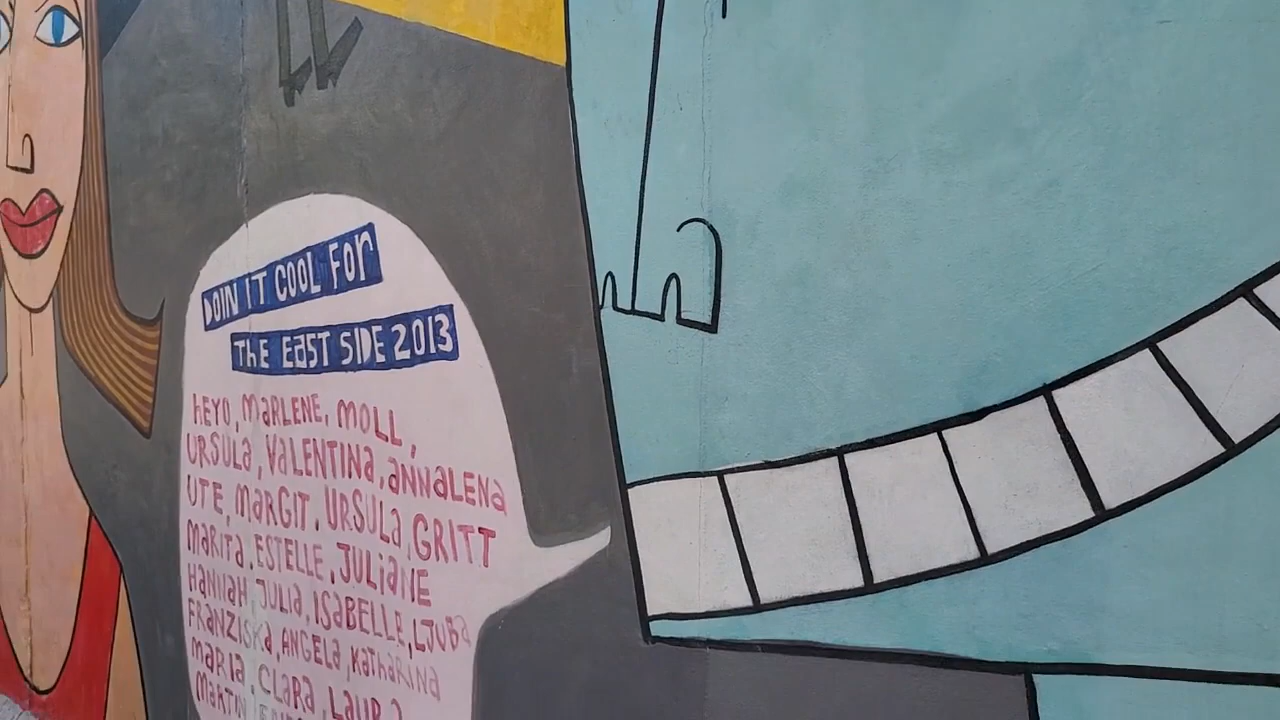 DOIN IT COOL FOR
THE EAST SIDE 2013
HEYO, MARLENE, MOLL,
URSULA, VALENTINA, ANNALENA
UTE, MARGIT, URSULA, GRITT
MARITA, ESTELLE, JULIANE
HANNAH, JULIA, ISABELLE, LJUBA
FRANZISKA, ANGELA, KATHARINA
MARIA, CLARA,
MARTIN